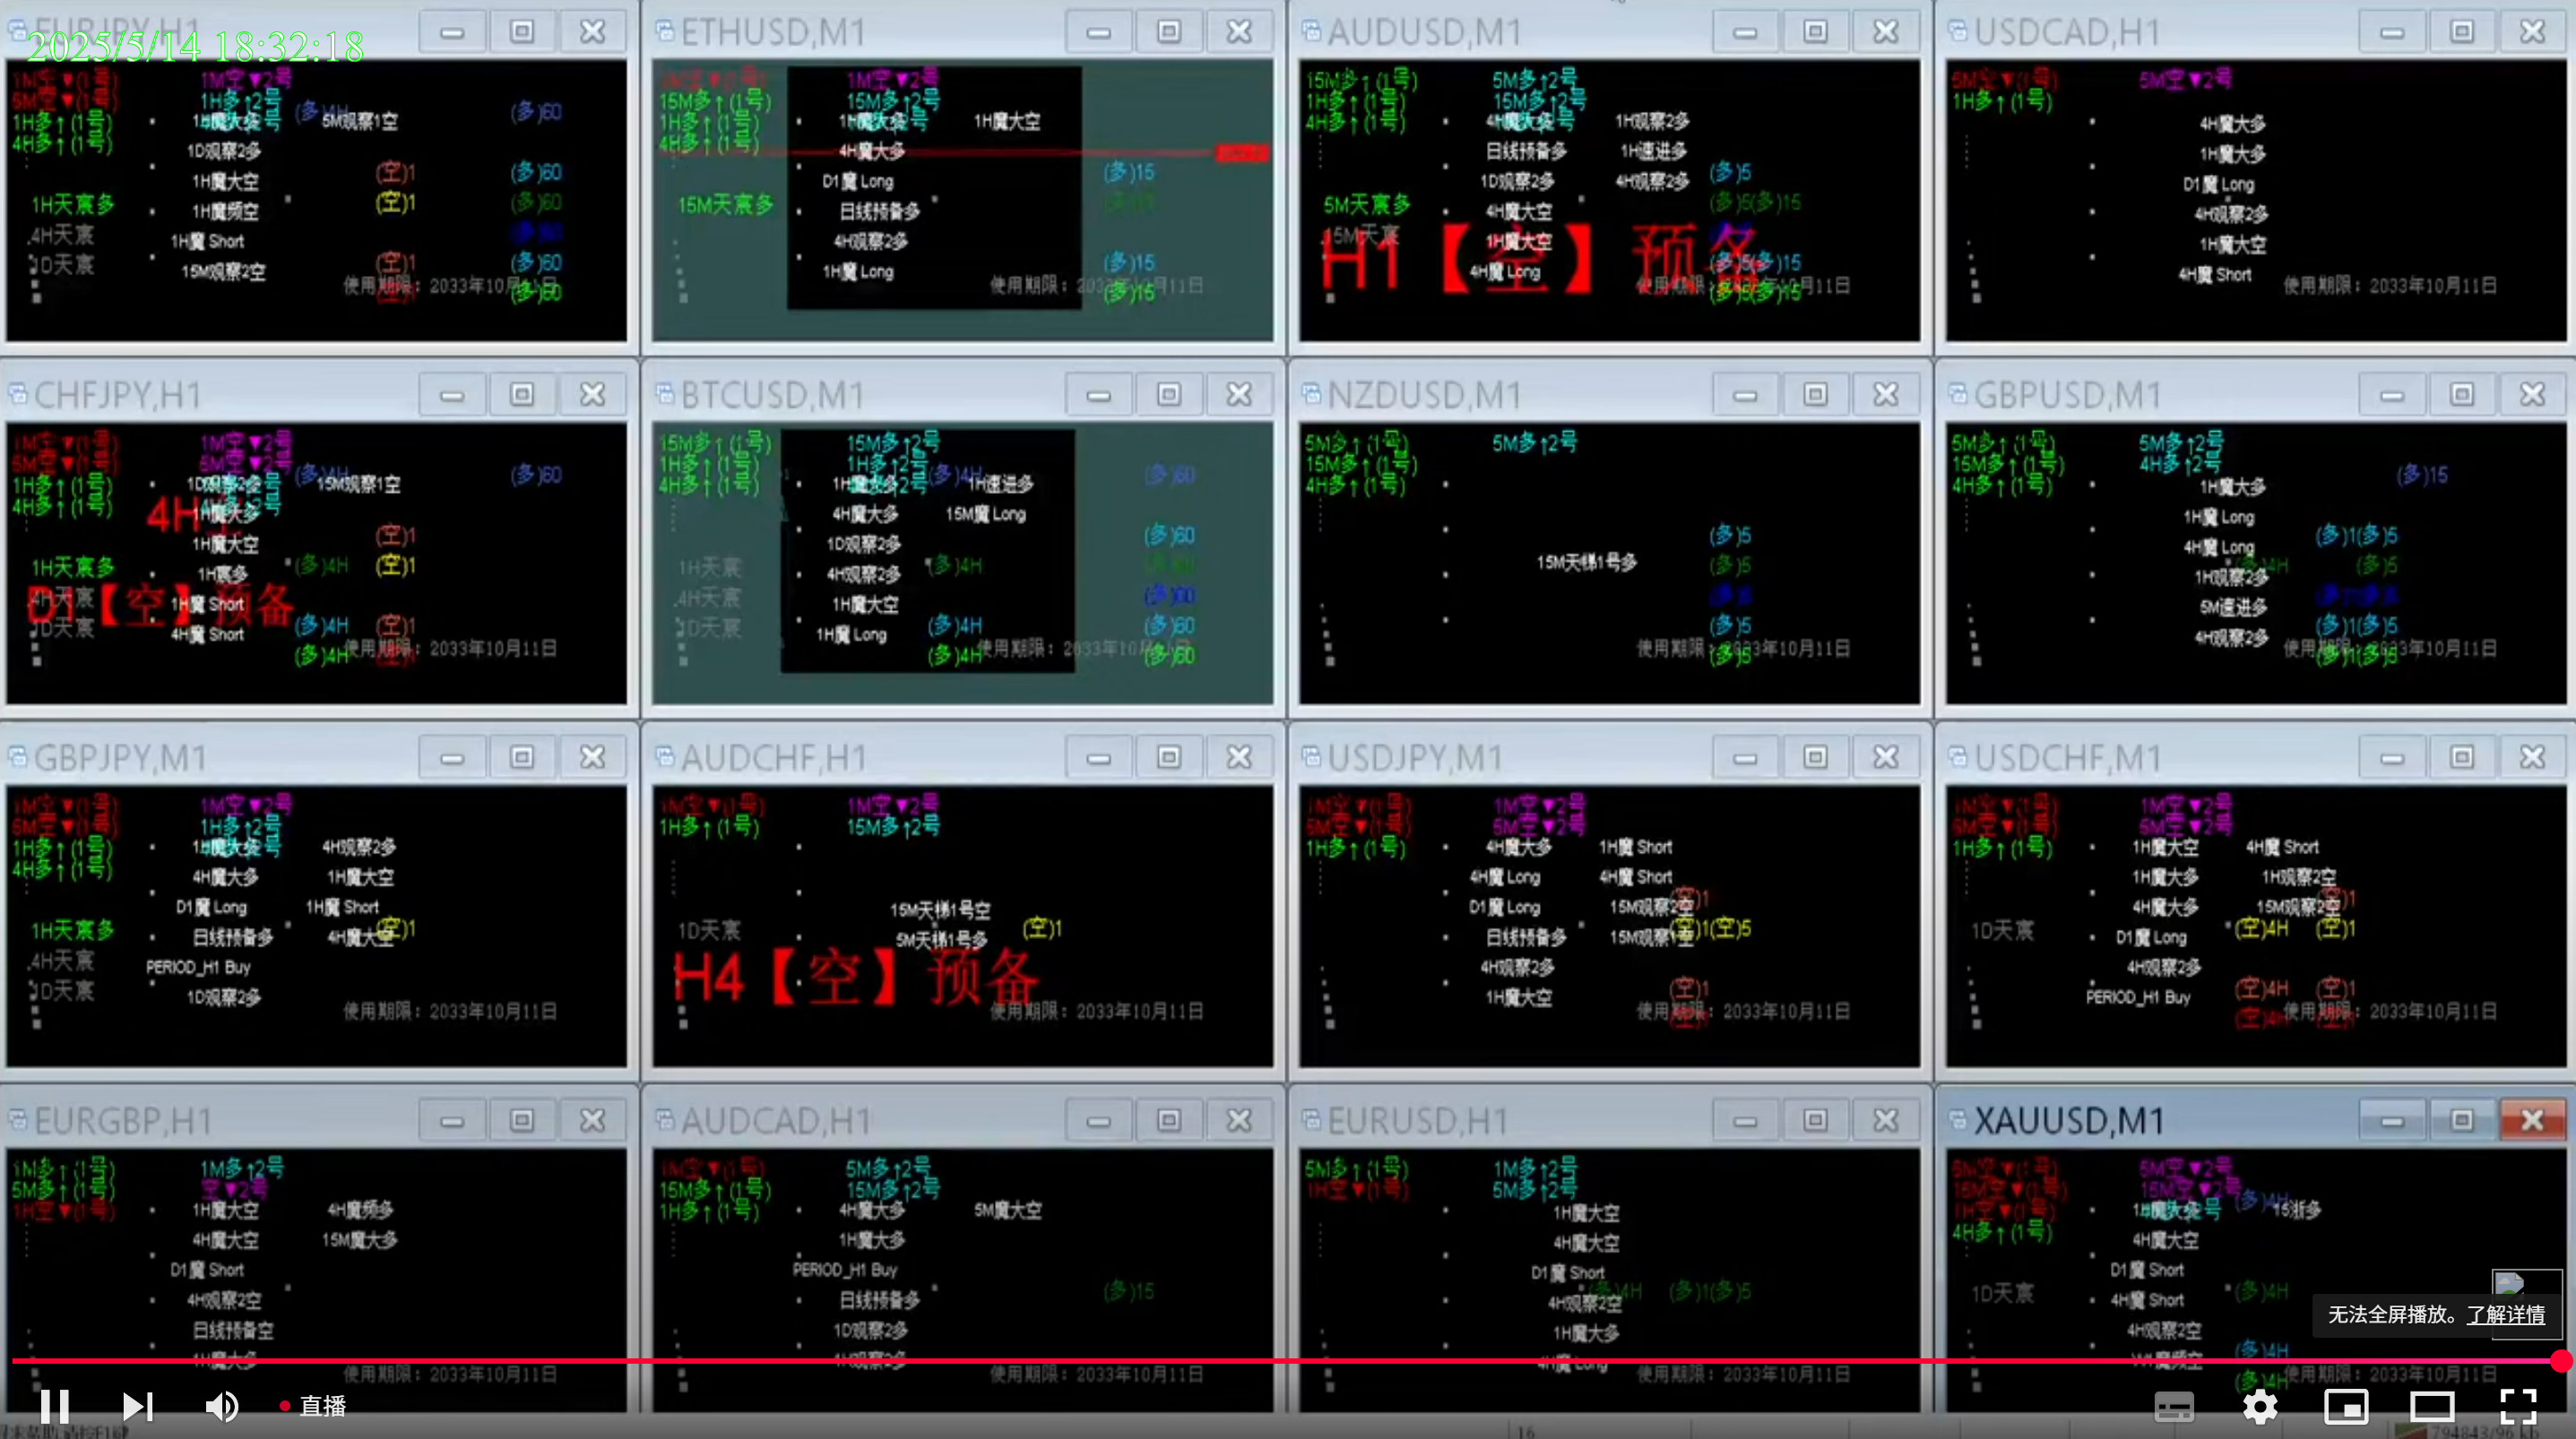 EURJPY,H1
2025/5/14 18:32:18
1M空▼(1号) 1M空▼2号
5M空▼(1号) 1H多↑2号 (多)4H (多)60
1H多↑(1号) 1H魔大多 5M观察1空
4H多↑(1号) 1D观察2多
(空)1 (多)60
1H魔大空
1H天宸多 1H魔频空 (空)1 (多)60
4H天宸 1H魔 Short
1D天宸 15M观察2空 (空)1 (多)60
使用期限：2033年10月11日 (多)60
ETHUSD,M1
1M空▼2号
15M多↑(1号) 15M多↑2号
1H多↑(1号) 1H魔大多 1H魔大空
4H多↑(1号) 4H魔大多
D1魔 Long (多)15
15M天宸多 日线预备多
4H观察2多
1H魔 Long (多)15
使用期限：2033年10月11日 (多)15
AUDUSD,M1
15M多↑(1号) 5M多↑2号
1H多↑(1号) 15M多↑2号
4H多↑(1号) 4H魔大多 1H观察2多
日线预备多 1H速进多
1D观察2多 4H观察2多 (多)5
5M天宸多 4H魔大空 (多)5(多)15
15M天宸 1H魔大空
H1【空】预备
4H魔 Long (多)5(多)15
使用期限：2033年10月11日 (多)5(多)15
USDCAD,H1
5M空▼(1号) 5M空▼2号
1H多↑(1号)
4H魔大多
1H魔大多
D1魔 Long
4H观察2多
1H魔大空
4H魔 Short
使用期限：2033年10月11日
CHFJPY,H1
1M空▼(1号) 1M空▼2号
5M空▼(1号) 5M空▼2号 (多)4H (多)60
1H多↑(1号) 1D观察2多 15M观察1空
4H多↑(1号) 1H魔大多
1H魔大空 (空)1
1H天宸多 1H宸多 (多)4H (空)1
4H天宸 1H魔 Short
D1【空】预备
1D天宸 4H魔 Short (多)4H (空)1
(多)4H 使用期限：2033年10月11日
BTCUSD,M1
15M多↑(1号) 15M多↑2号
1H多↑(1号) 1H多↑2号 (多)4H (多)60
4H多↑(1号) 1H魔大多 1H速进多
4H魔大多 15M魔 Long
1D观察2多 (多)60
1H天宸 4H观察2多 (多)4H
4H天宸 1H魔大空 (多)60
1D天宸 1H魔 Long (多)4H (多)60
(多)4H 使用期限：2033年10月11日 (多)60
NZDUSD,M1
5M多↑(1号) 5M多↑2号
15M多↑(1号)
4H多↑(1号)
(多)5
15M天梯1号多 (多)5
(多)5
使用期限：2033年10月11日 (多)5
GBPUSD,M1
5M多↑(1号) 5M多↑2号
15M多↑(1号) 4H多↑2号 (多)15
4H多↑(1号) 1H魔大多
1H魔 Long
4H魔 Long (多)1(多)5
1H观察2多 (多)5
5M速进多
4H观察2多 (多)1(多)5
使用期限：2033年10月11日 (多)1(多)5
GBPJPY,M1
1M空▼(1号) 1M空▼2号
5M空▼(1号) 1H多↑2号
1H多↑(1号) 1H魔大多 4H观察2多
4H多↑(1号) 4H魔大多 1H魔大空
D1魔 Long 1H魔 Short
1H天宸多 日线预备多 4H魔大空 (空)1
4H天宸 PERIOD_H1 Buy
1D天宸 1D观察2多
使用期限：2033年10月11日
AUDCHF,H1
1M空▼(1号) 1M空▼2号
1H多↑(1号) 15M多↑2号
15M天梯1号空
1D天宸 5M天梯1号多 (空)1
H4【空】预备
使用期限：2033年10月11日
USDJPY,M1
1M空▼(1号) 1M空▼2号
5M空▼(1号) 5M空▼2号
1H多↑(1号) 4H魔大多 1H魔 Short
4H魔 Long 4H魔 Short
D1魔 Long 15M观察2空 (空)1
日线预备多 15M观察1空 (空)1(空)5
4H观察2多
1H魔大空 (空)1
使用期限：2033年10月11日
USDCHF,M1
1M空▼(1号) 1M空▼2号
5M空▼(1号) 5M空▼2号
1H多↑(1号) 1H魔大空 4H魔 Short
1H魔大多 1H观察2空
4H魔大多 15M观察2空 (空)1
1D天宸 D1魔 Long (空)4H (空)1
4H观察2多
PERIOD_H1 Buy (空)4H (空)1
(空)4H 使用期限：2033年10月11日
EURGBP,H1
1M多↑(1号) 1M多↑2号
5M多↑(1号) 空▼2号
1H空▼(1号) 1H魔大空 4H魔频多
4H魔大空 15M魔大多
D1魔 Short
4H观察2空
日线预备空
1H魔大多
使用期限：2033年10月11日
AUDCAD,H1
1M空▼(1号) 5M多↑2号
15M多↑(1号) 15M多↑2号
1H多↑(1号) 4H魔大多 5M魔大空
1H魔大多
PERIOD_H1 Buy
日线预备多 (多)15
1D观察2多
4H观察2多
使用期限：2033年10月11日
EURUSD,H1
5M多↑(1号) 1M多↑2号
1H空▼(1号) 5M多↑2号
1H魔大空
4H魔大空
D1魔 Short
4H观察2空 (多)4H (多)1(多)5
1H魔大多
4H魔 Long
使用期限：2033年10月11日
XAUUSD,M1
5M空▼(1号) 5M空▼2号
15M空▼(1号) 15M空▼2号 (多)4H
1H空▼(1号) 1H魔大多 15浙多
4H多↑(1号) 4H魔大空
D1魔 Short
1D天宸 4H魔 Short (多)4H
4H观察2空
(多)4H
(多)4H 使用期限：2033年10月11日
无法全屏播放。了解详情
直播
16
794843/96 kb